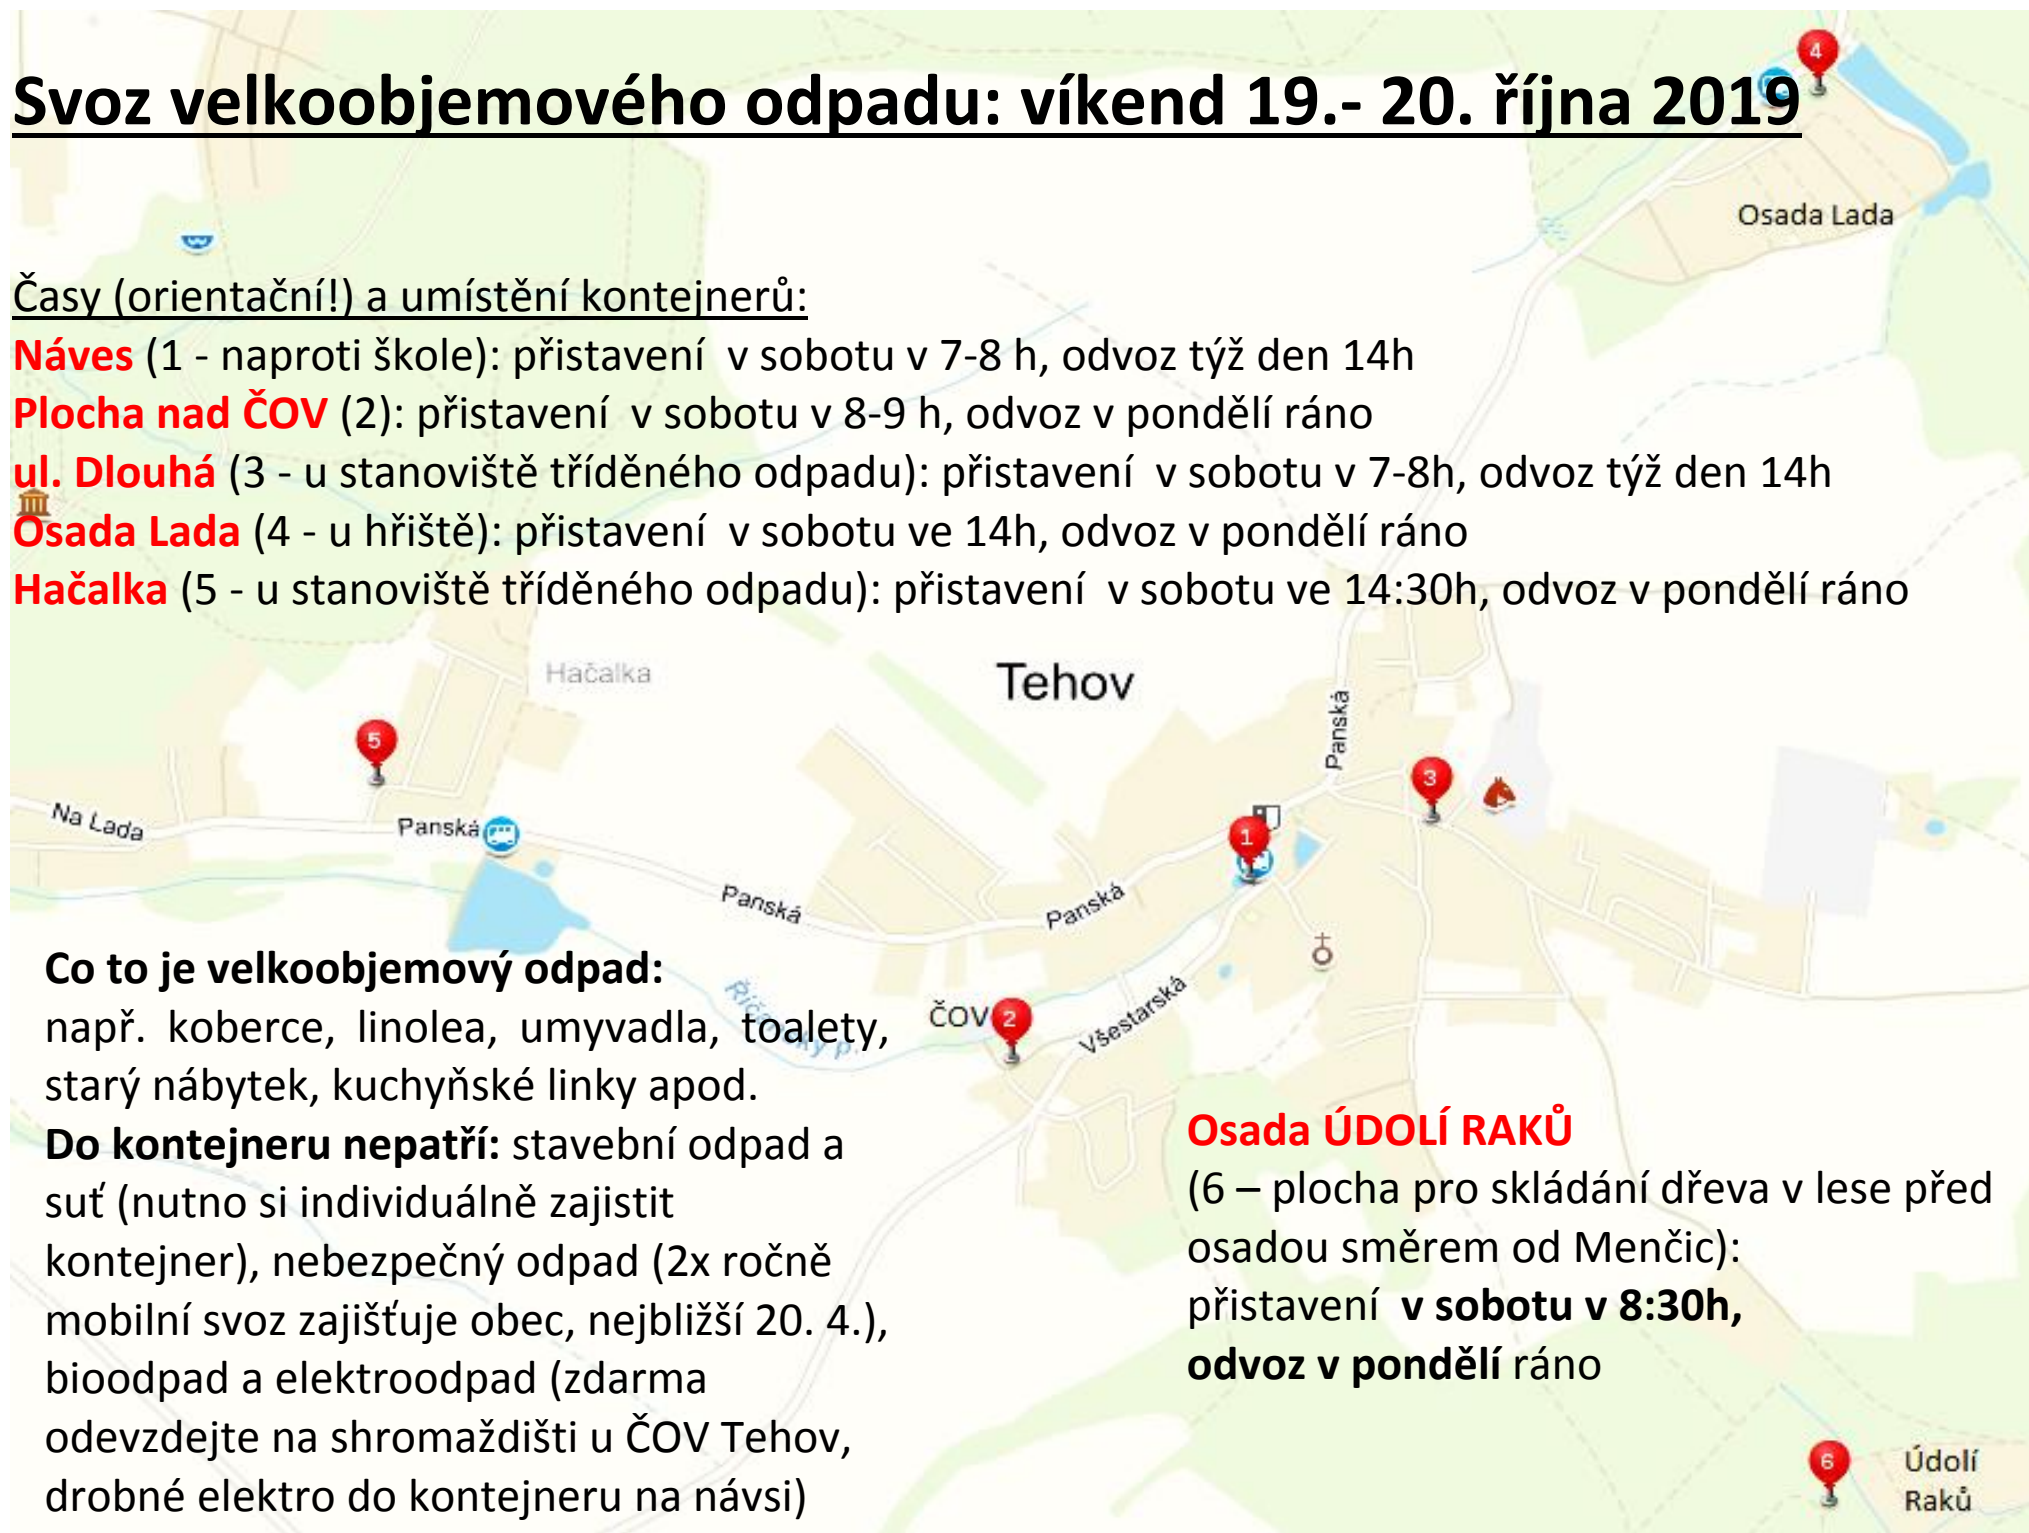 4
Svoz velkoobjemového odpadu: víkend 19.- 20. října 2019
Osada Lada
Časy (orientační!) a umístění kontejnerů:
Náves (1 - naproti škole): přistavení v sobotu v 7-8 h, odvoz týž den 14h
Plocha nad ČOV (2): přistavení v sobotu v 8-9 h, odvoz v pondělí ráno
ul. Dlouhá (3 - u stanoviště tříděného odpadu): přistavení v sobotu v 7-8h, odvoz týž den 14h
Osada Lada (4 - u hřiště): přistavení v sobotu ve 14h, odvoz v pondělí ráno
Hačalka (5 - u stanoviště tříděného odpadu): přistavení v sobotu ve 14:30h, odvoz v pondělí ráno
Hačalka
Tehov
Panská
5
3
Na Lada
Panská
1
Panská
Panská
Co to je velkoobjemový odpad:
např. koberce, linolea, umyvadla, toalety,
starý nábytek, kuchyňské linky apod.
Do kontejneru nepatří: stavební odpad a
suť (nutno si individuálně zajistit
kontejner), nebezpečný odpad (2x ročně
mobilní svoz zajišťuje obec, nejbližší 20. 4.),
bioodpad a elektroodpad (zdarma
odevzdejte na shromaždišti u ČOV Tehov,
drobné elektro do kontejneru na návsi)
Říčanský p.
ČOV
2
Všestarská
Osada ÚDOLÍ RAKŮ
(6 – plocha pro skládání dřeva v lese před
osadou směrem od Menčic):
přistavení v sobotu v 8:30h,
odvoz v pondělí ráno
6
Údolí
Raků